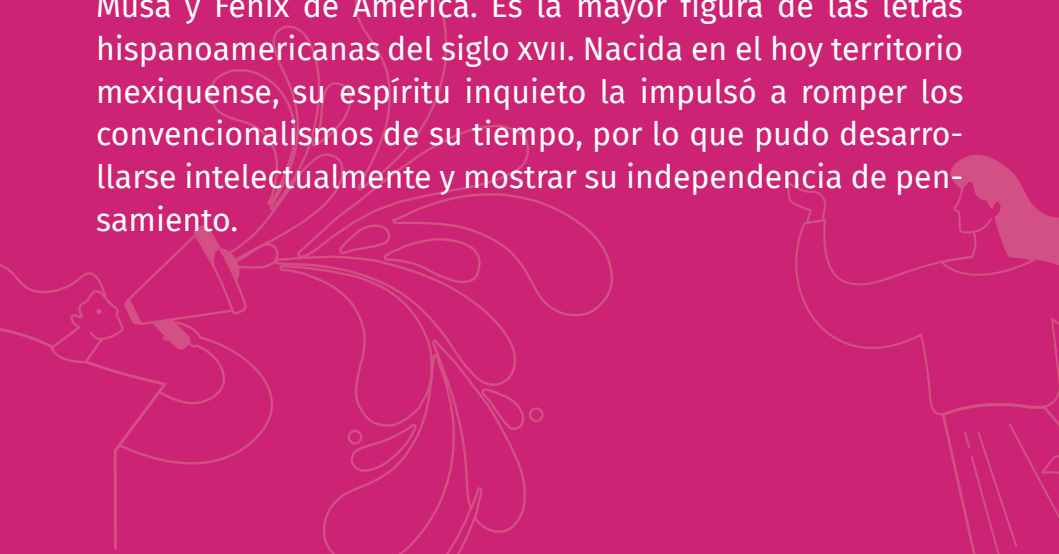 Musa y Fénix de América. Es la mayor figura de las letras
hispanoamericanas del siglo XVII. Nacida en el hoy territorio
mexiquense, su espíritu inquieto la impulsó a romper los
convencionalismos de su tiempo, por lo que pudo desarro-
llarse intelectualmente y mostrar su independencia de pen-
samiento.